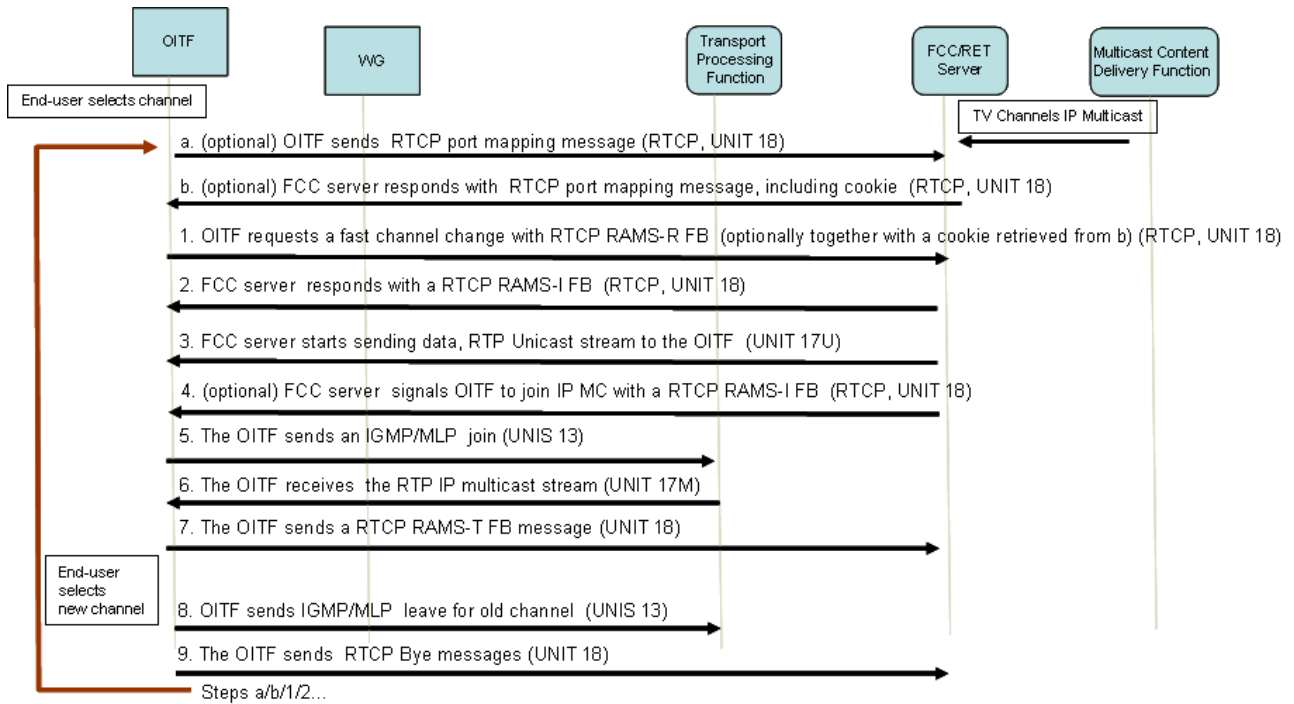 OITF
WG
Transport
Processing
Function
FCC/RET
Server
Multicast Content
Delivery Function
End-user selects channel
TV Channels IP Multicast
a. (optional) OITF sends RTCP port mapping message (RTCP, UNIT 18)
b. (optional) FCC server responds with RTCP port mapping message, including cookie (RTCP, UNIT 18)
1. OITF requests a fast channel change with RTCP RAMS-R FB (optionally together with a cookie retrieved from b) (RTCP, UNIT 18)
2. FCC server responds with a RTCP RAMS-I FB (RTCP, UNIT 18)
3. FCC server starts sending data, RTP Unicast stream to the OITF (UNIT 17U)
4. (optional) FCC server signals OITF to join IP MC with a RTCP RAMS-I FB (RTCP, UNIT 18)
5. The OITF sends an IGMP/MLP join (UNIS 13)
6. The OITF receives the RTP IP multicast stream (UNIT 17M)
7. The OITF sends a RTCP RAMS-T FB message (UNIT 18)
End-user
selects
new channel
8. OITF sends IGMP/MLP leave for old channel (UNIS 13)
9. The OITF sends RTCP Bye messages (UNIT 18)
Steps a/b/1/2...